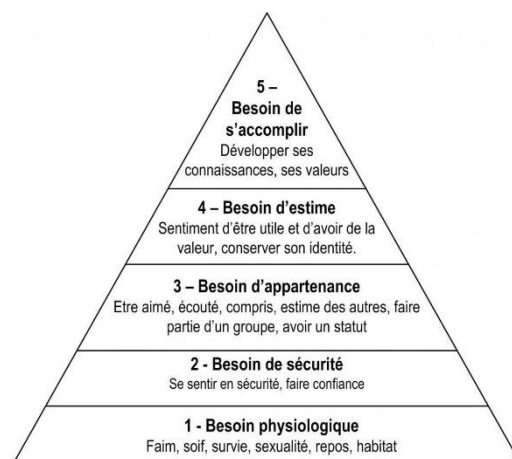 5 –
Besoin de
s'accomplir
Développer ses
connaissances, ses valeurs
4 – Besoin d'estime
Sentiment d'être utile et d'avoir de la
valeur, conserver son identité.
3 – Besoin d'appartenance
Etre aimé, écouté, compris, estime des autres, faire
partie d'un groupe, avoir un statut
2 - Besoin de sécurité
Se sentir en sécurité, faire confiance
1 - Besoin physiologique
Faim, soif, survie, sexualité, repos, habitat